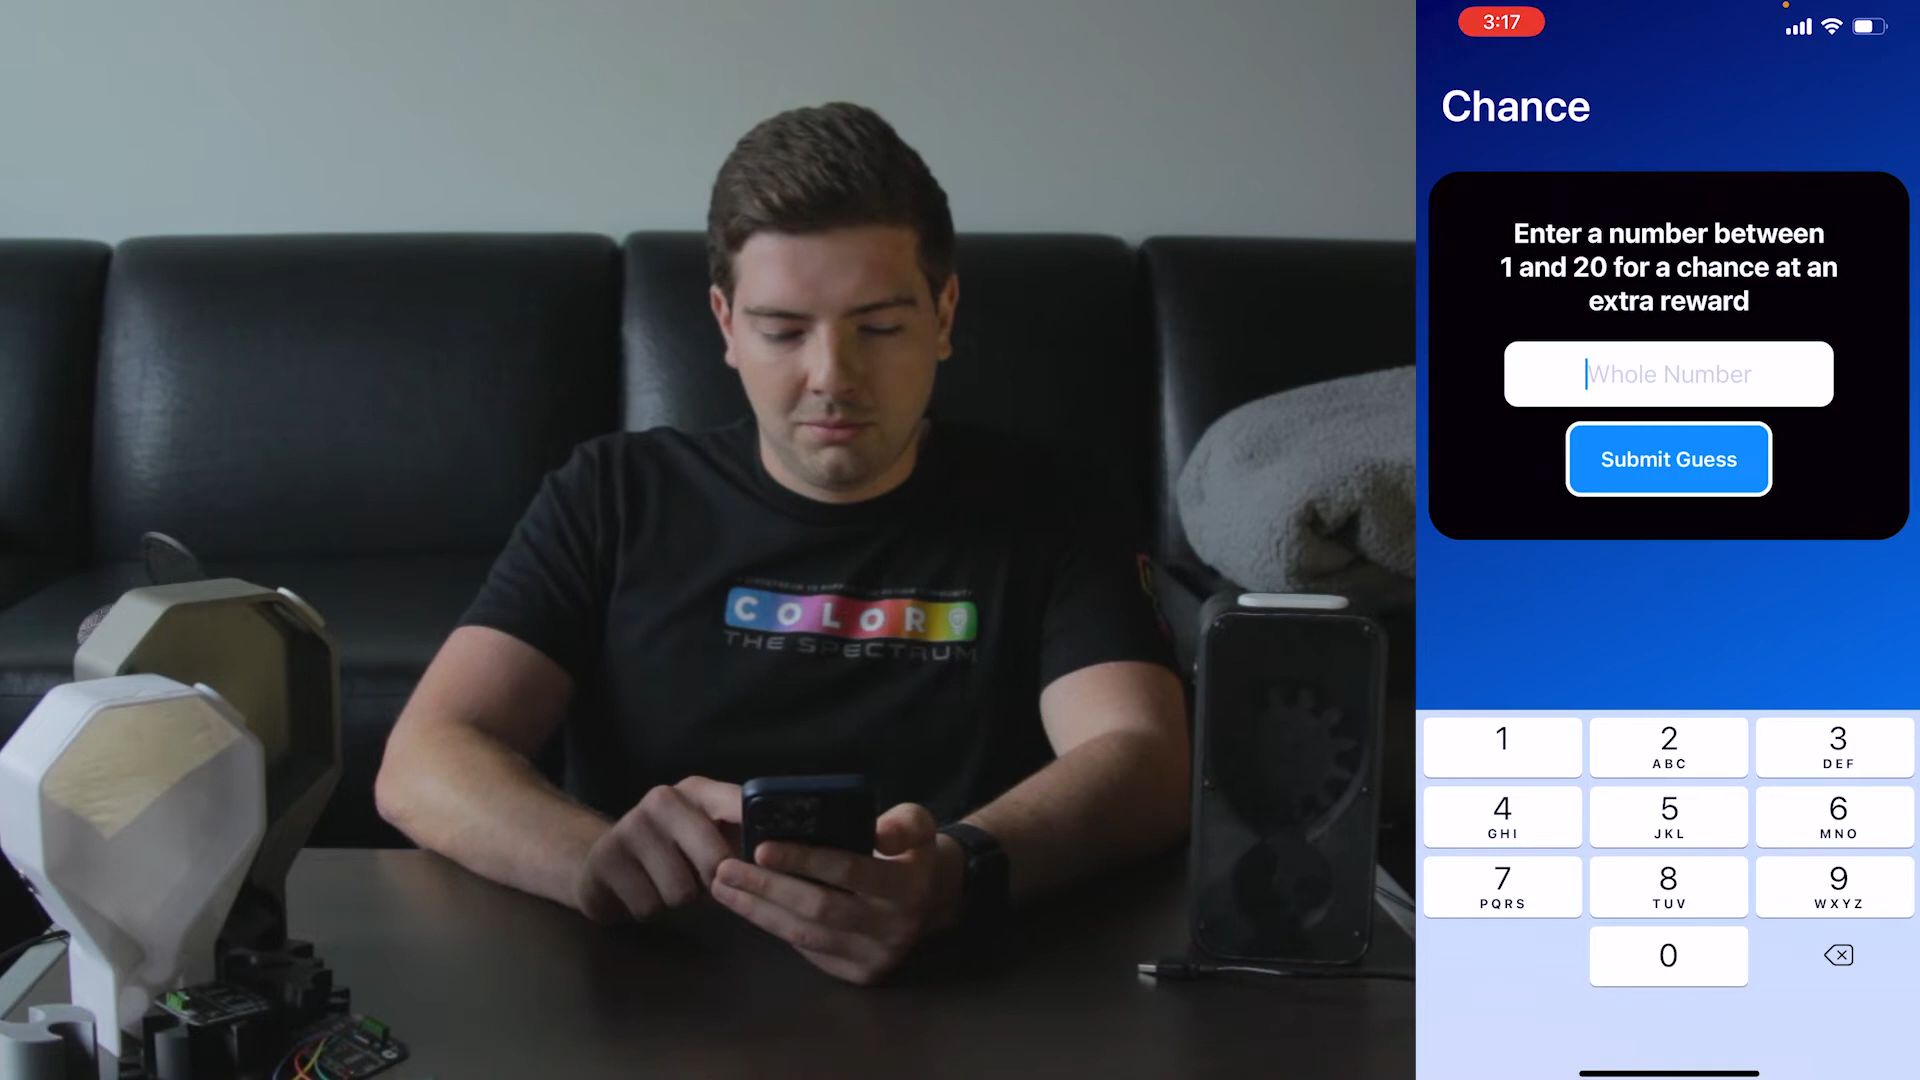 COLOR
THE SPECTRUM
3:17
Chance
Enter a number between
1 and 20 for a chance at an
extra reward
Whole Number
Submit Guess
1
2
ABC
3
DEF
4
GHI
5
JKL
6
MNO
7
PQRS
8
TUV
9
WXYZ
0